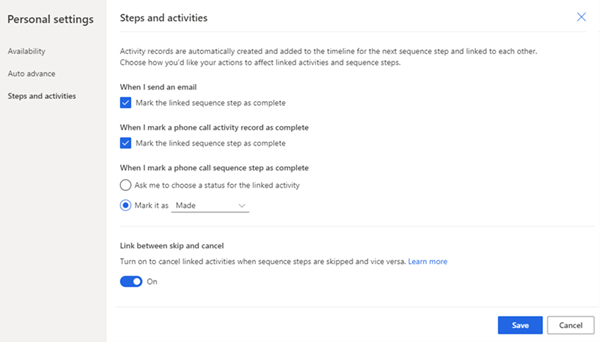 Personal settings
Availability
Auto advance
Steps and activities
Steps and activities
Activity records are automatically created and added to the timeline for the next sequence step and linked to each other.
Choose how you'd like your actions to affect linked activities and sequence steps.
When I send an email
Mark the linked sequence step as complete
When I mark a phone call activity record as complete
Mark the linked sequence step as complete
When I mark a phone call sequence step as complete
Ask me to choose a status for the linked activity
Mark it as Made
Link between skip and cancel
Turn on to cancel linked activities when sequence steps are skipped and vice versa. Learn more
On
Save Cancel